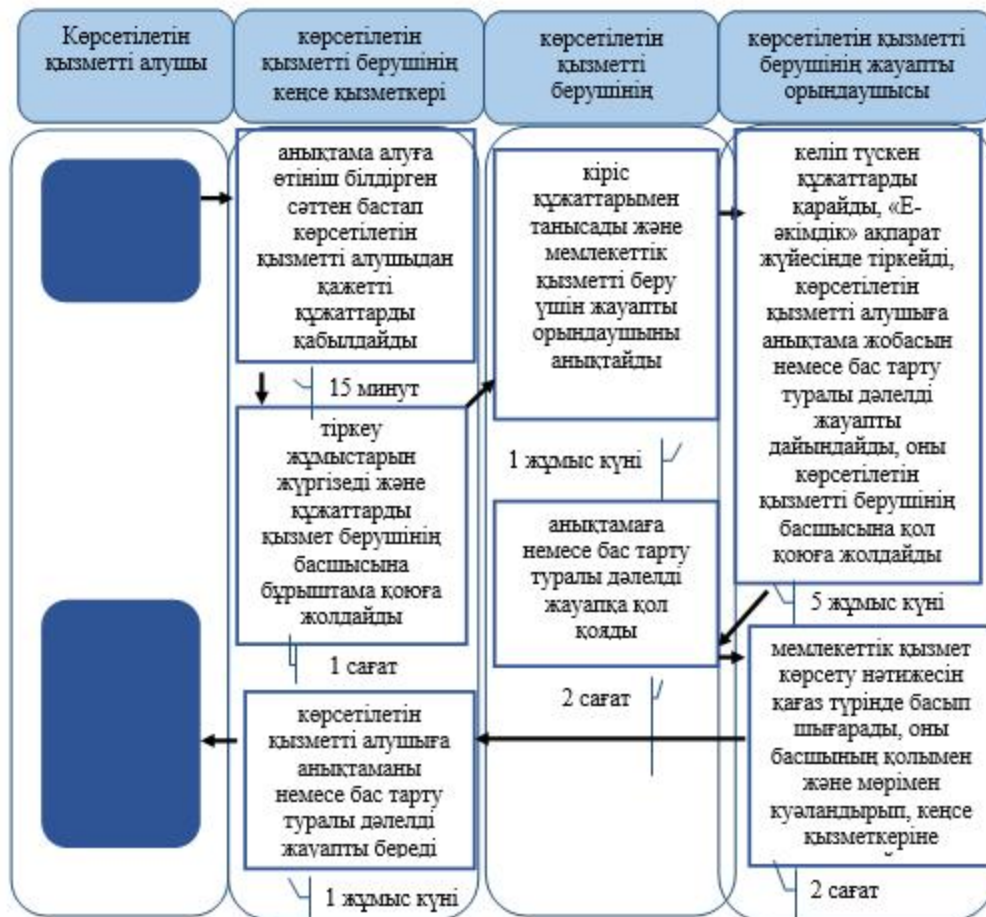 Көрсетілетін
қызметті алушы
көрсетілетін
қызметті берушінің
кеңсе қызметкері
көрсетілетін
қызметті
берушінің
көрсетілетін қызметті
берушінің жауапты
орындаушысы
анықтама алуға
өтініш білдірген
сәттен бастап
көрсетілетін
қызметті алушыдан
қажетті
құжаттарды
қабылдайды
15 минут
тіркеу
жұмыстарын
жүргізеді және
құжаттарды
қызмет берушінің
басшысына
бұрыштама қоюға
жолдайды
1 сағат
кіріс
құжаттарымен
танысады және
мемлекеттік
қызметті беру
үшін жауапты
орындаушыны
анықтайды
1 жұмыс күні
келіп түскен
құжаттарды
қарайды, «Е-
әкімдік» ақпарат
жүйесінде тіркейді,
көрсетілетін
қызметті алушыға
анықтама жобасын
немесе бас тарту
туралы дәлелді
жауапты
дайындайды, оны
көрсетілетін
қызметті берушінің
басшысына қол
қоюға жолдайды
5 жұмыс күні
анықтамаға
немесе бас тарту
туралы дәлелді
жауапқа қол
қояды
2 сағат
мемлекеттік қызмет
көрсету нәтижесін
қағаз түрінде басып
шығарады, оны
басшының қолымен
және мөрімен
куәландырып, кеңсе
қызметкеріне
2 сағат
көрсетілетін
қызметті алушыға
анықтаманы
немесе бас тарту
туралы дәлелді
жауапты береді
1 жұмыс күні